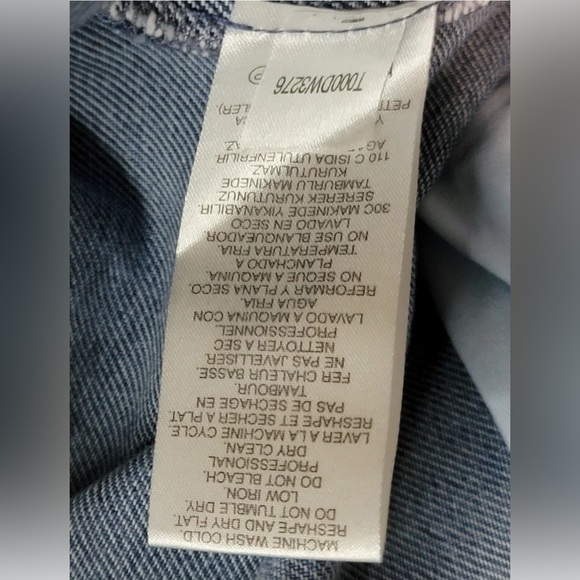 MACHINE WASH COLD.
RESHAPE AND DRY FLAT.
DO NOT TUMBLE DRY.
LOW IRON.
DO NOT BLEACH.
PROFESSIONAL
DRY CLEAN.
LAVER A LA MACHINE CYCLE.
RESHAPE ET SECHER A PLAT.
PAS DE SECHAGE EN
TAMBOUR.
FER CHALEUR BASSE.
NE PAS JAVELLISER.
NETTOYER A SEC
PROFESSIONNEL.
LAVADO A MAQUINA CON
AGUA FRIA.
REFORMAR Y PLANA SECO.
NO SEQUE A MAQUINA
PLANCHADO A
TEMPERATURA FRIA.
NO USE BLANQUEADOR.
LAVADO EN SECO
30C MAKINEDE YIKANABILIR.
SEREREK KURUTUNUZ
TAMBURLU MAKINEDE
KURUTULMAZ
110 C ISIDA UTULENFRILIR
T000DW3276